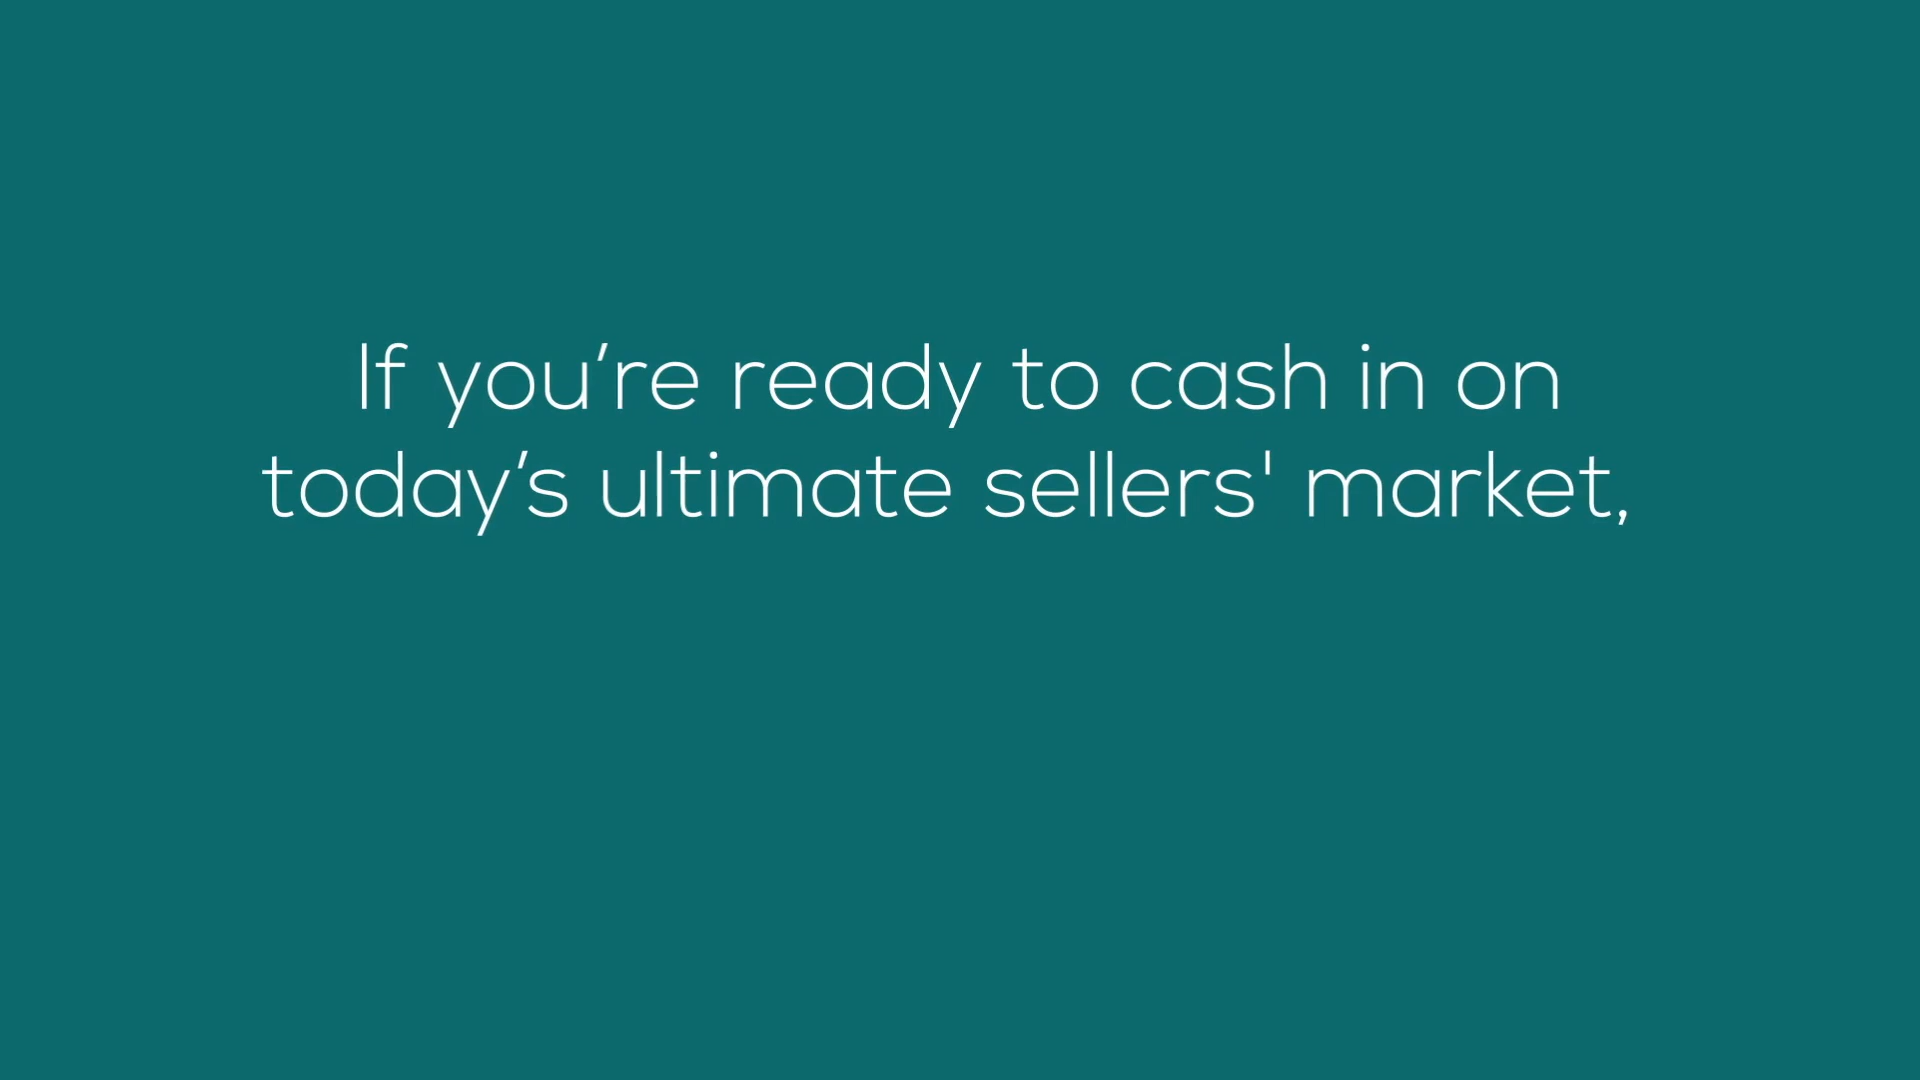 If you’re ready to cash in on
today’s ultimate sellers' market,